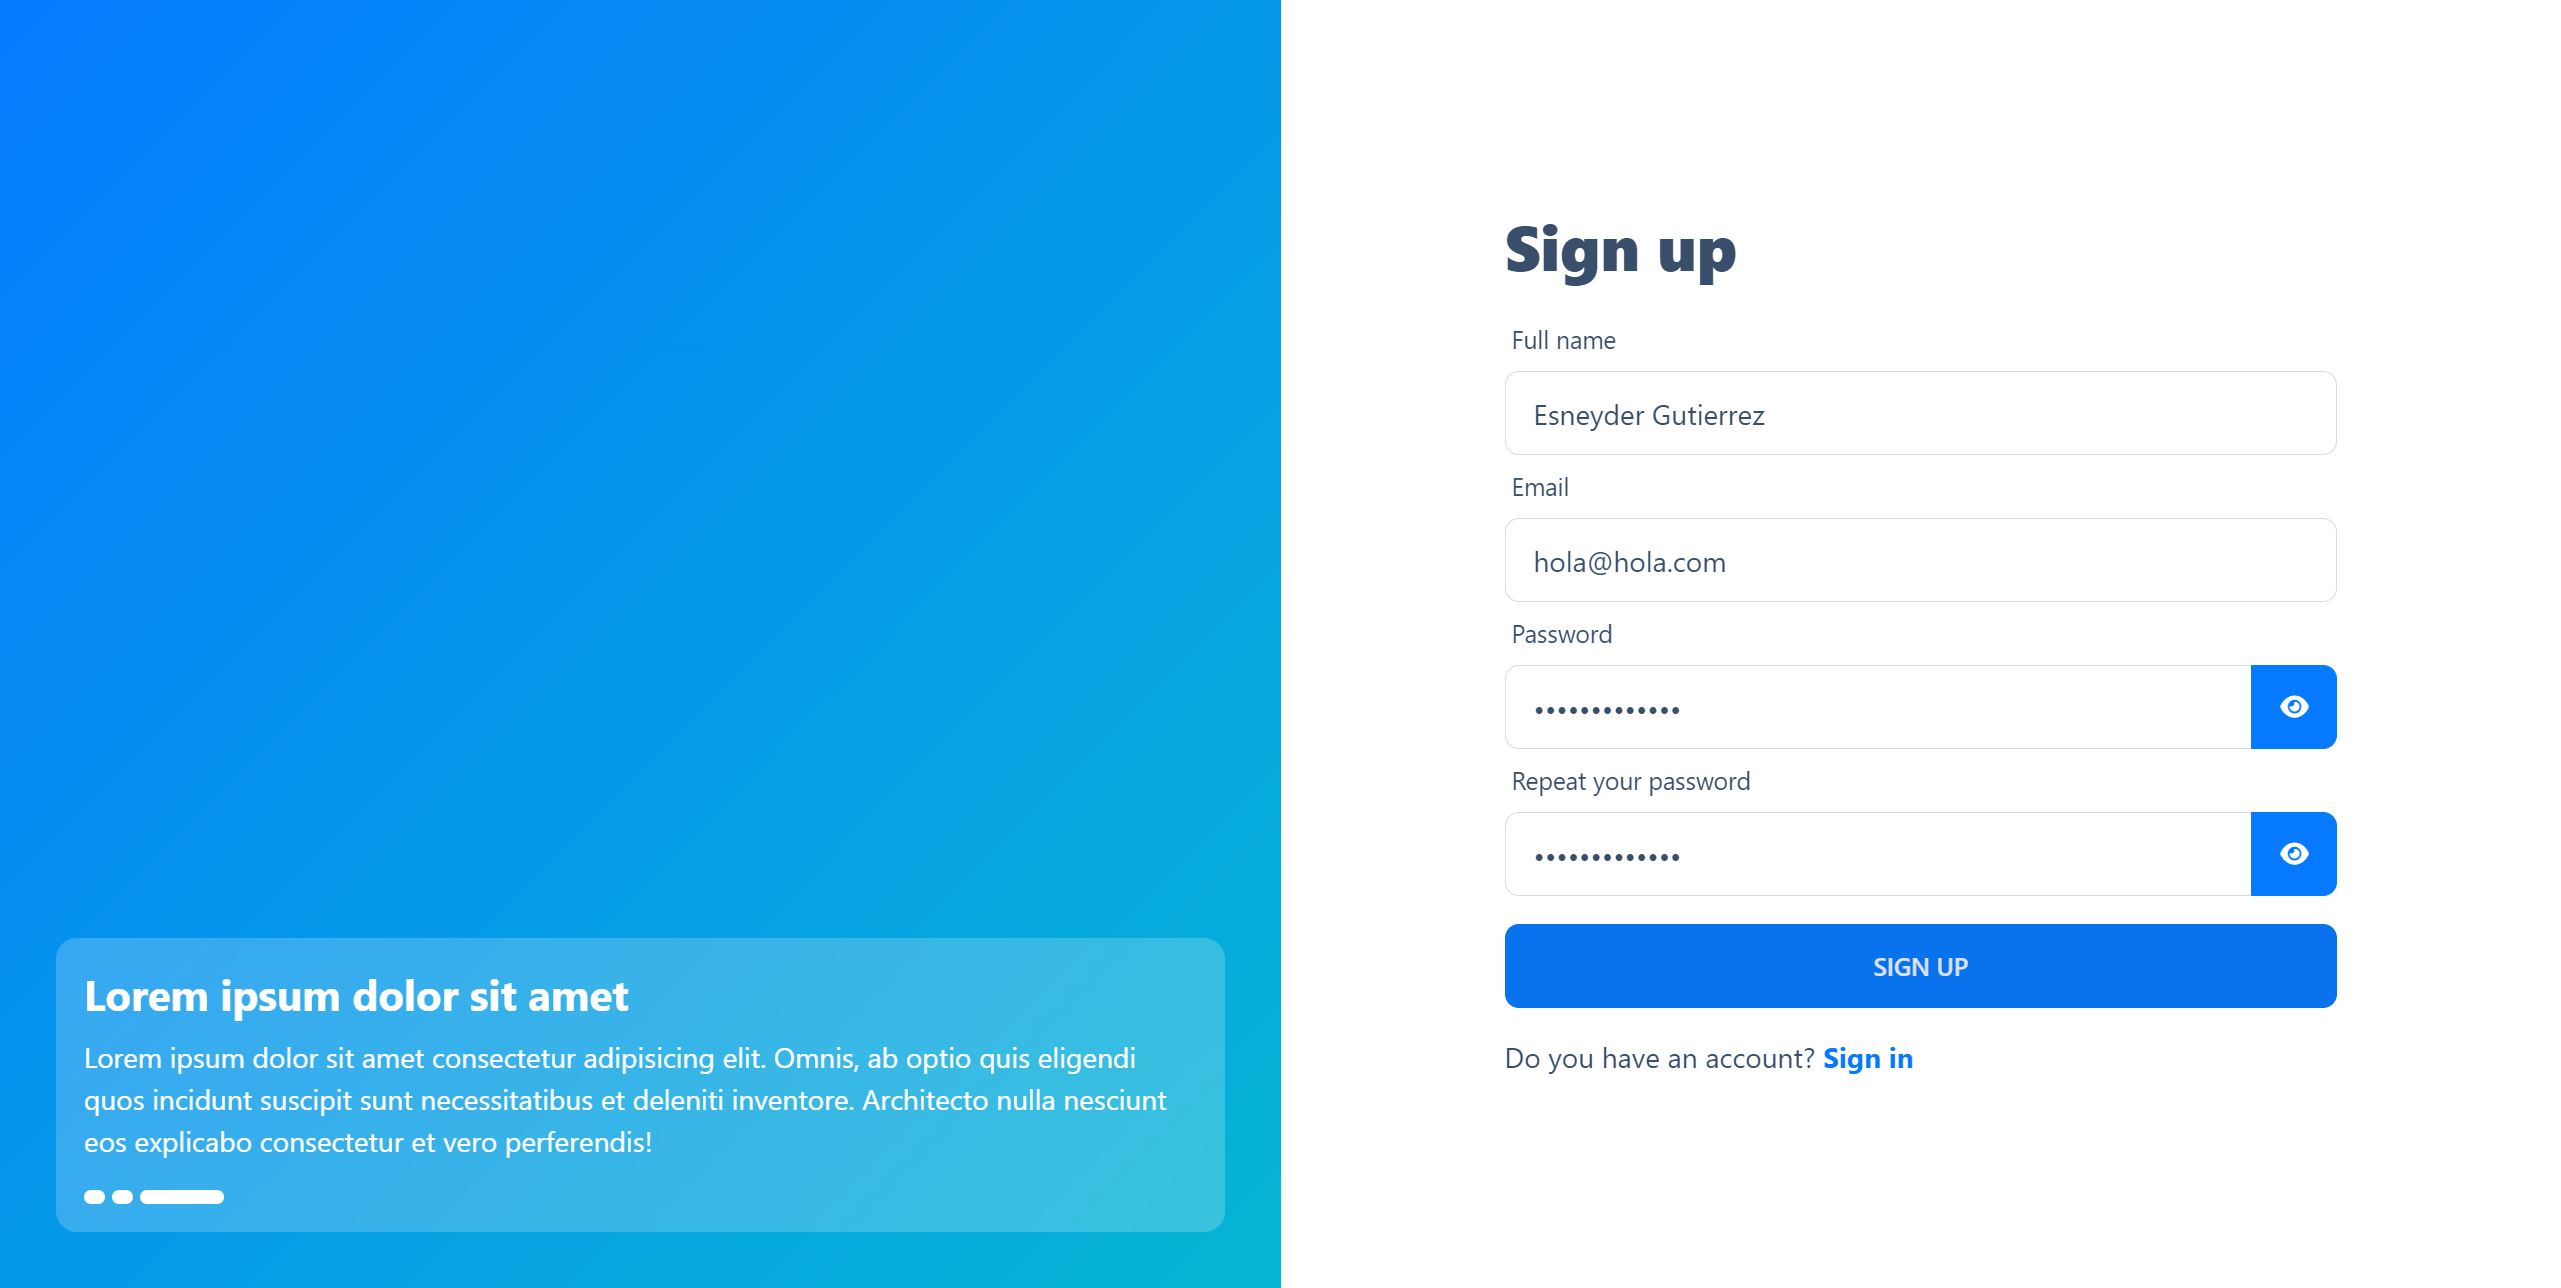 Lorem ipsum dolor sit amet
Lorem ipsum dolor sit amet consectetur adipisicing elit. Omnis, ab optio quis eligendi
quos incidunt suscipit sunt necessitatibus et deleniti inventore. Architecto nulla nesciunt
eos explicabo consectetur et vero perferendis!
Sign up
Full name
Esneyder Gutierrez
Email
hola@hola.com
Password
•••••••••••••
Repeat your password
•••••••••••••
SIGN UP
Do you have an account? Sign in